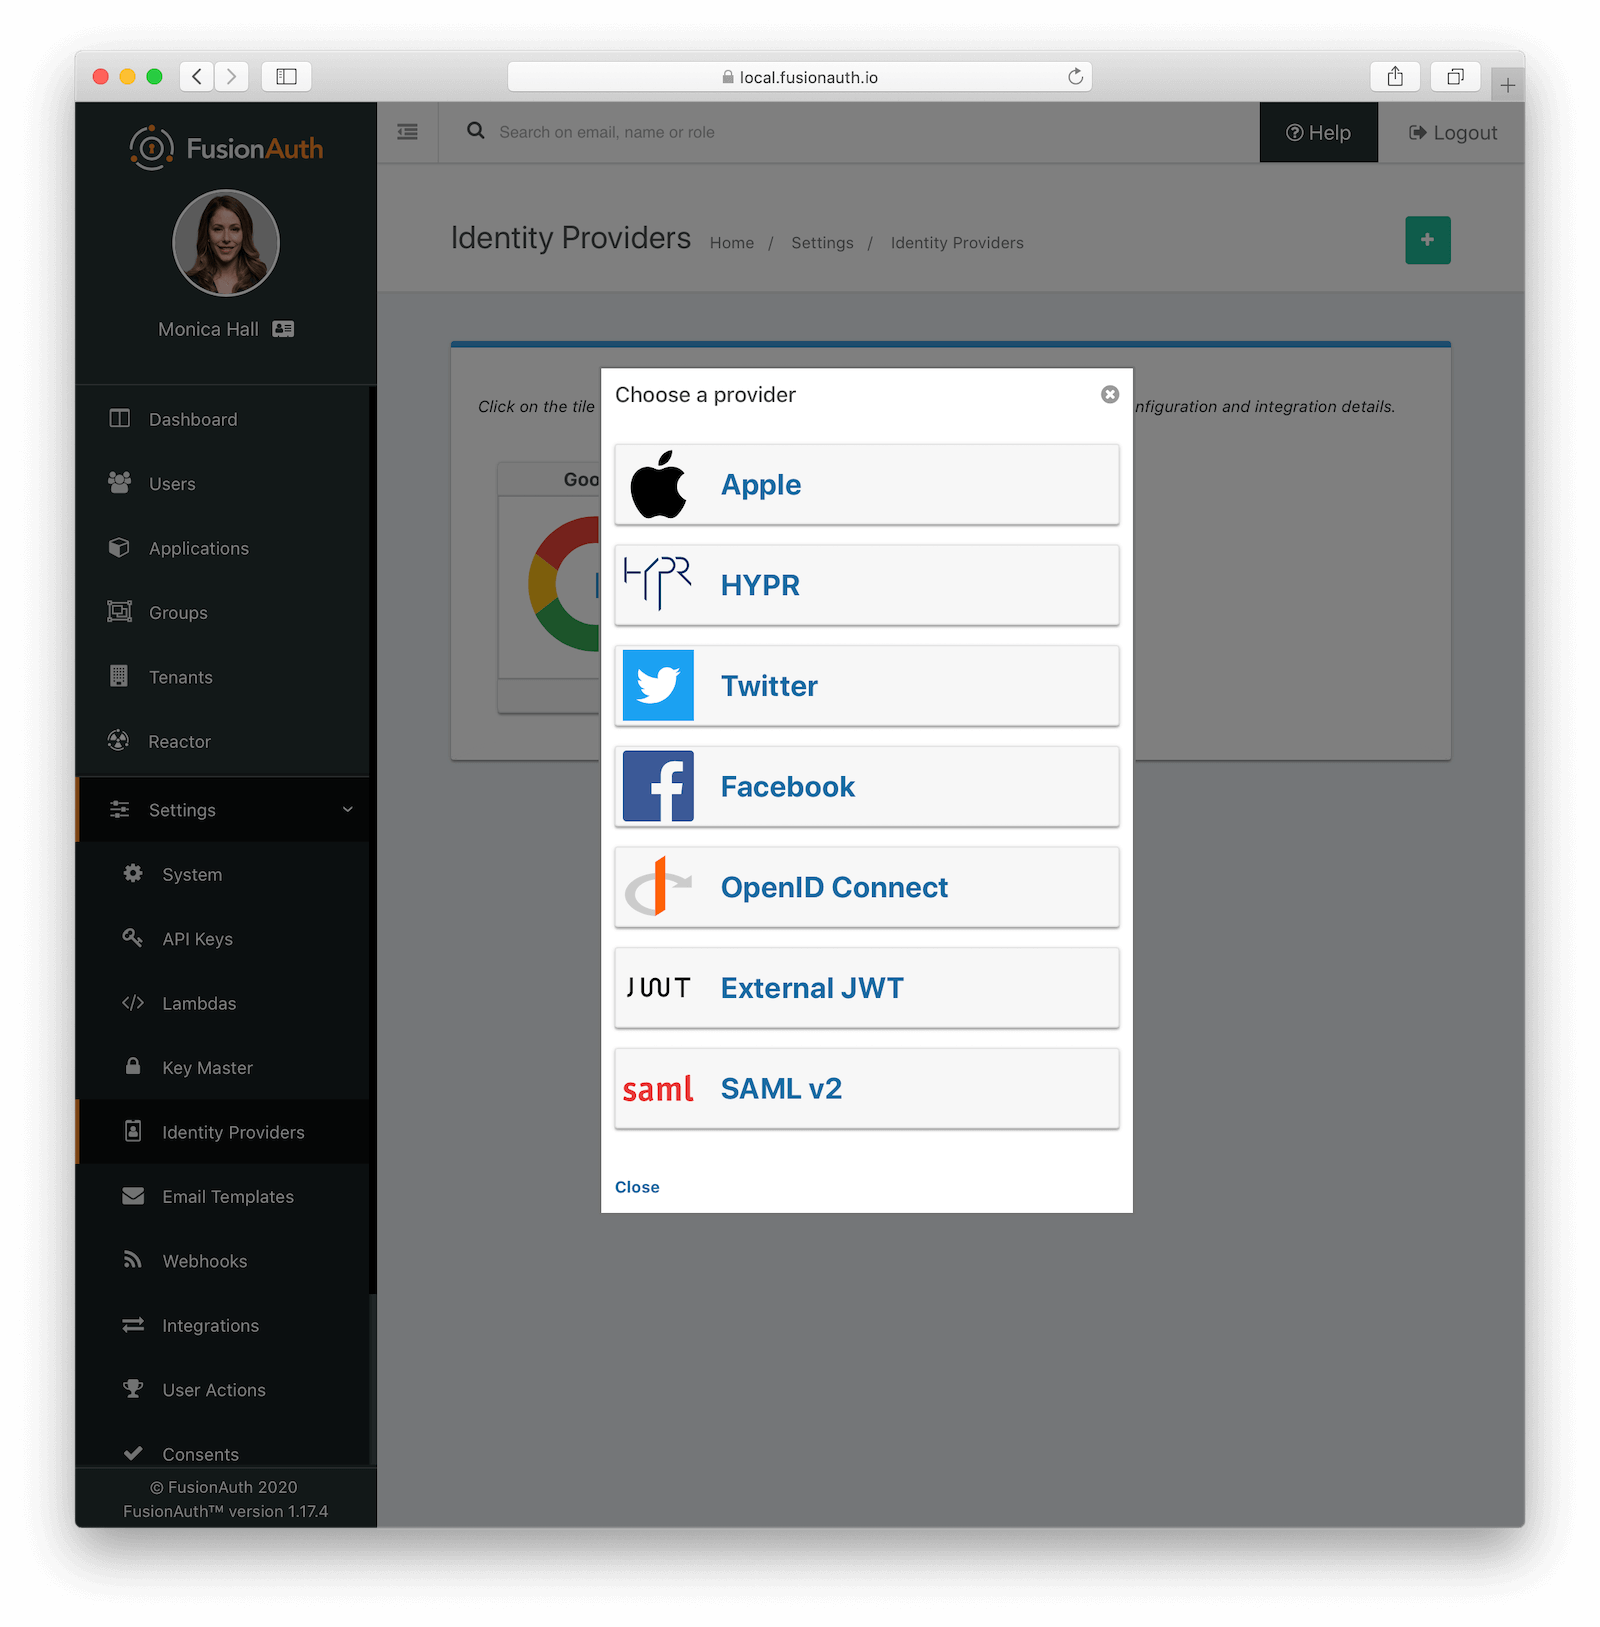 local.fusionauth.io
FusionAuth
Search on email, name or role
Help
Logout
Monica Hall
Identity Providers
Home / Settings / Identity Providers
Click on the tile
nfiguration and integration details.
Goo
Choose a provider
Apple
HYPR
HYPR
Twitter
Facebook
OpenID Connect
JWT
External JWT
saml
SAML v2
Close
Dashboard
Users
Applications
Groups
Tenants
Reactor
Settings
System
API Keys
Lambdas
Key Master
Identity Providers
Email Templates
Webhooks
Integrations
User Actions
Consents
© FusionAuth 2020
FusionAuth™ version 1.17.4